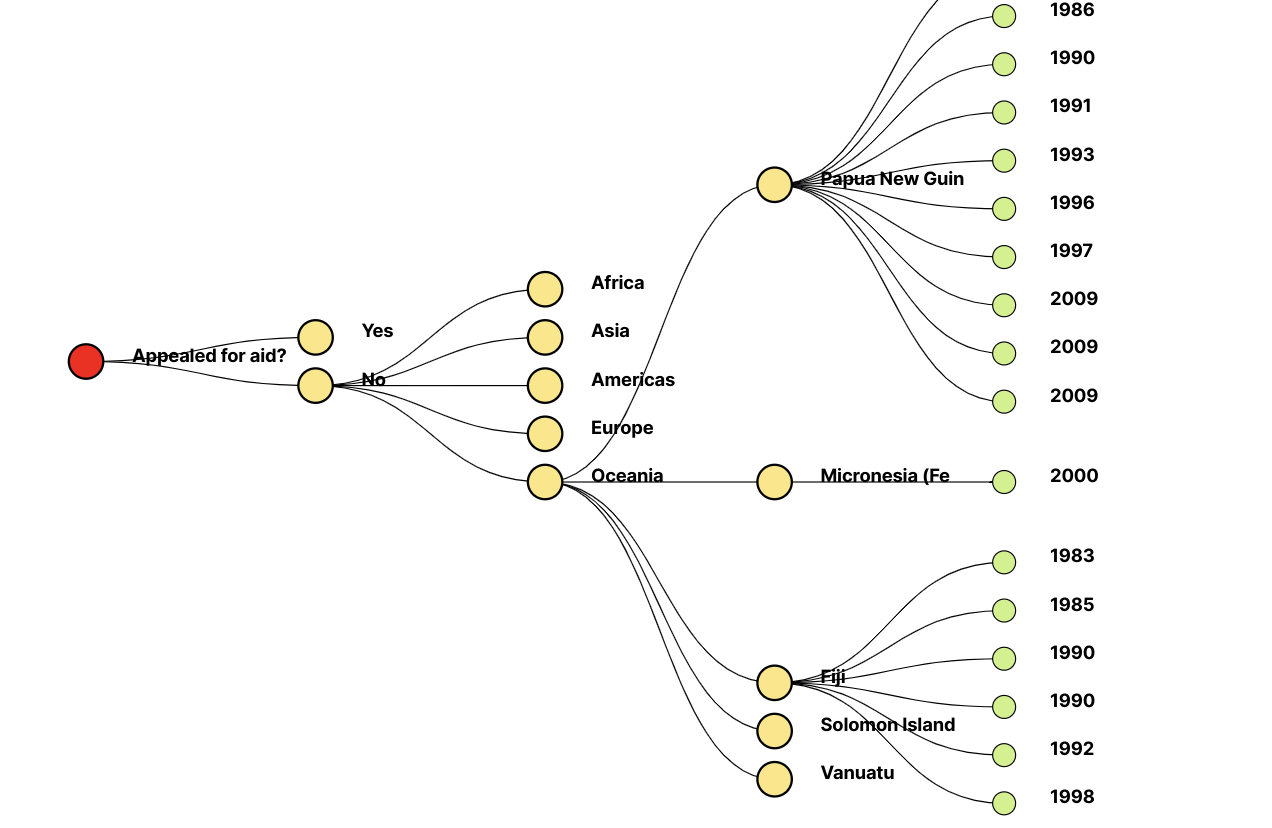 Appealed for aid?
Yes
No
Africa
Asia
Americas
Europe
Oceania
Papua New Guin
Micronesia (Fe
Fiji
Solomon Island
Vanuatu
1986
1990
1991
1993
1996
1997
2009
2009
2009
2000
1983
1985
1990
1990
1992
1998